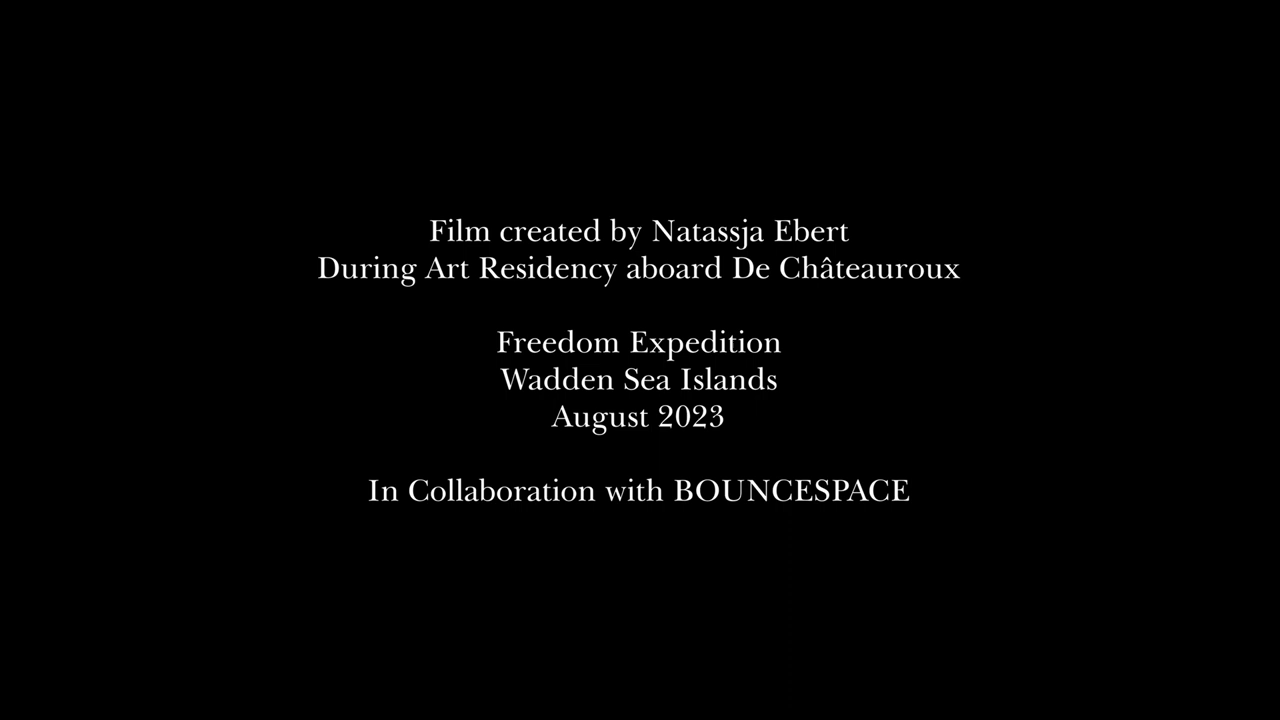 Film created by Natassja Ebert
During Art Residency aboard De Châteauroux
Freedom Expedition
Wadden Sea Islands
August 2023
In Collaboration with BOUNCESPACE